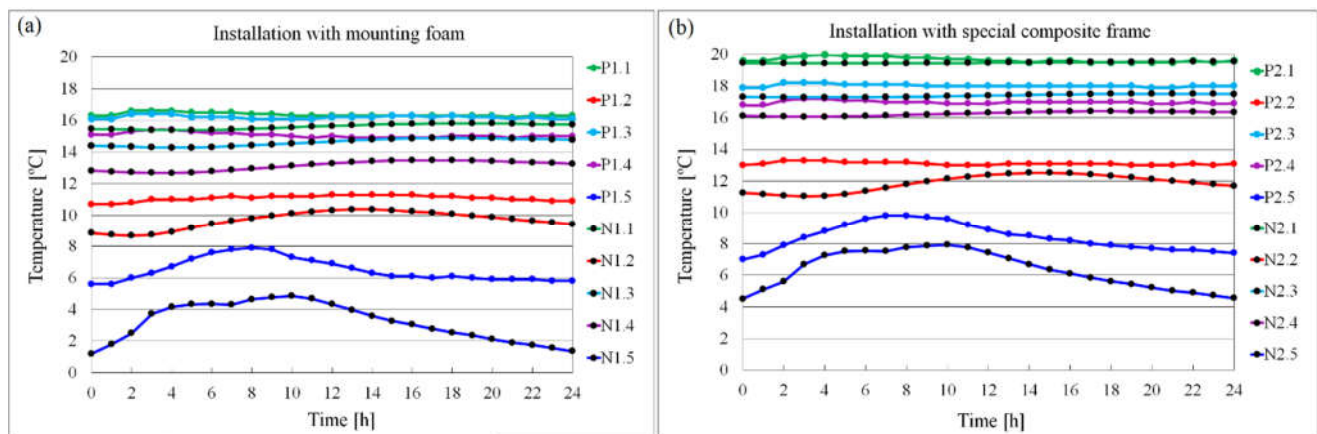 (a)
Installation with mounting foam
Temperature [ºC]
20
18
16
14
12
10
8
6
4
2
0
0 2 4 6 8 10 12 14 16 18 20 22 24
Time [h]
P1.1
P1.2
P1.3
P1.4
P1.5
N1.1
N1.2
N1.3
N1.4
N1.5
(b)
Installation with special composite frame
Temperature [ºC]
20
18
16
14
12
10
8
6
4
2
0
0 2 4 6 8 10 12 14 16 18 20 22 24
Time [h]
P2.1
P2.2
P2.3
P2.4
P2.5
N2.1
N2.2
N2.3
N2.4
N2.5